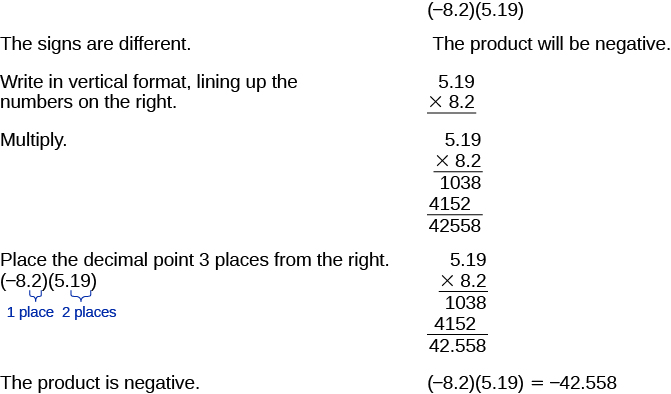 (−8.2)(5.19)
The signs are different. The product will be negative.
Write in vertical format, lining up the
numbers on the right.
5.19
× 8.2
Multiply.
5.19
× 8.2
1038
4152
42558
Place the decimal point 3 places from the right.
(−8.2)(5.19)
1 place 2 places
5.19
× 8.2
1038
4152
42.558
The product is negative. (−8.2)(5.19) = −42.558